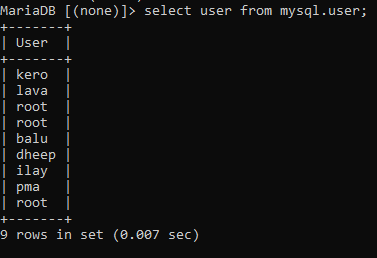 MariaDB [(none)]> select user from mysql.user;
+-------+
| User  |
+-------+
| kero  |
| lava  |
| root  |
| root  |
| balu  |
| dheep |
| ilay  |
| pma   |
| root  |
+-------+
9 rows in set (0.007 sec)